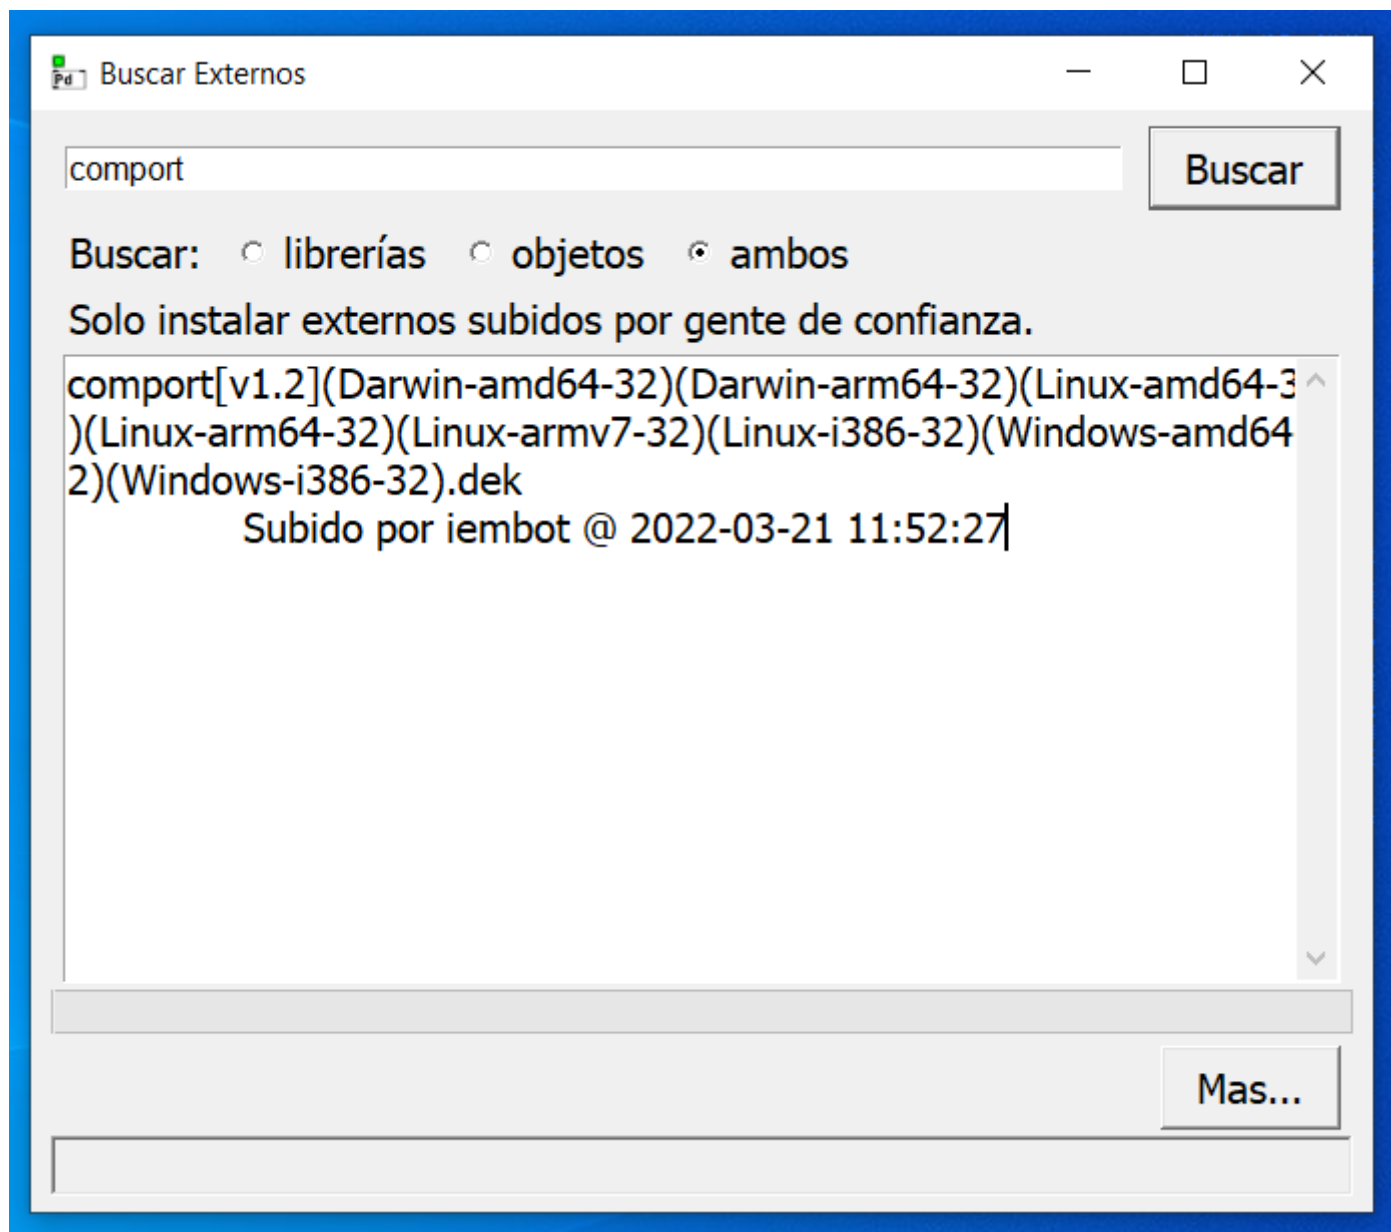 Pd Buscar Externos
comport
Buscar
Buscar: librerías objetos ambos
Solo instalar externos subidos por gente de confianza.
comport[v1.2](Darwin-amd64-32)(Darwin-arm64-32)(Linux-amd64-3
)(Linux-arm64-32)(Linux-armv7-32)(Linux-i386-32)(Windows-amd64
2)(Windows-i386-32).dek
Subido por iembot @ 2022-03-21 11:52:27
Mas...